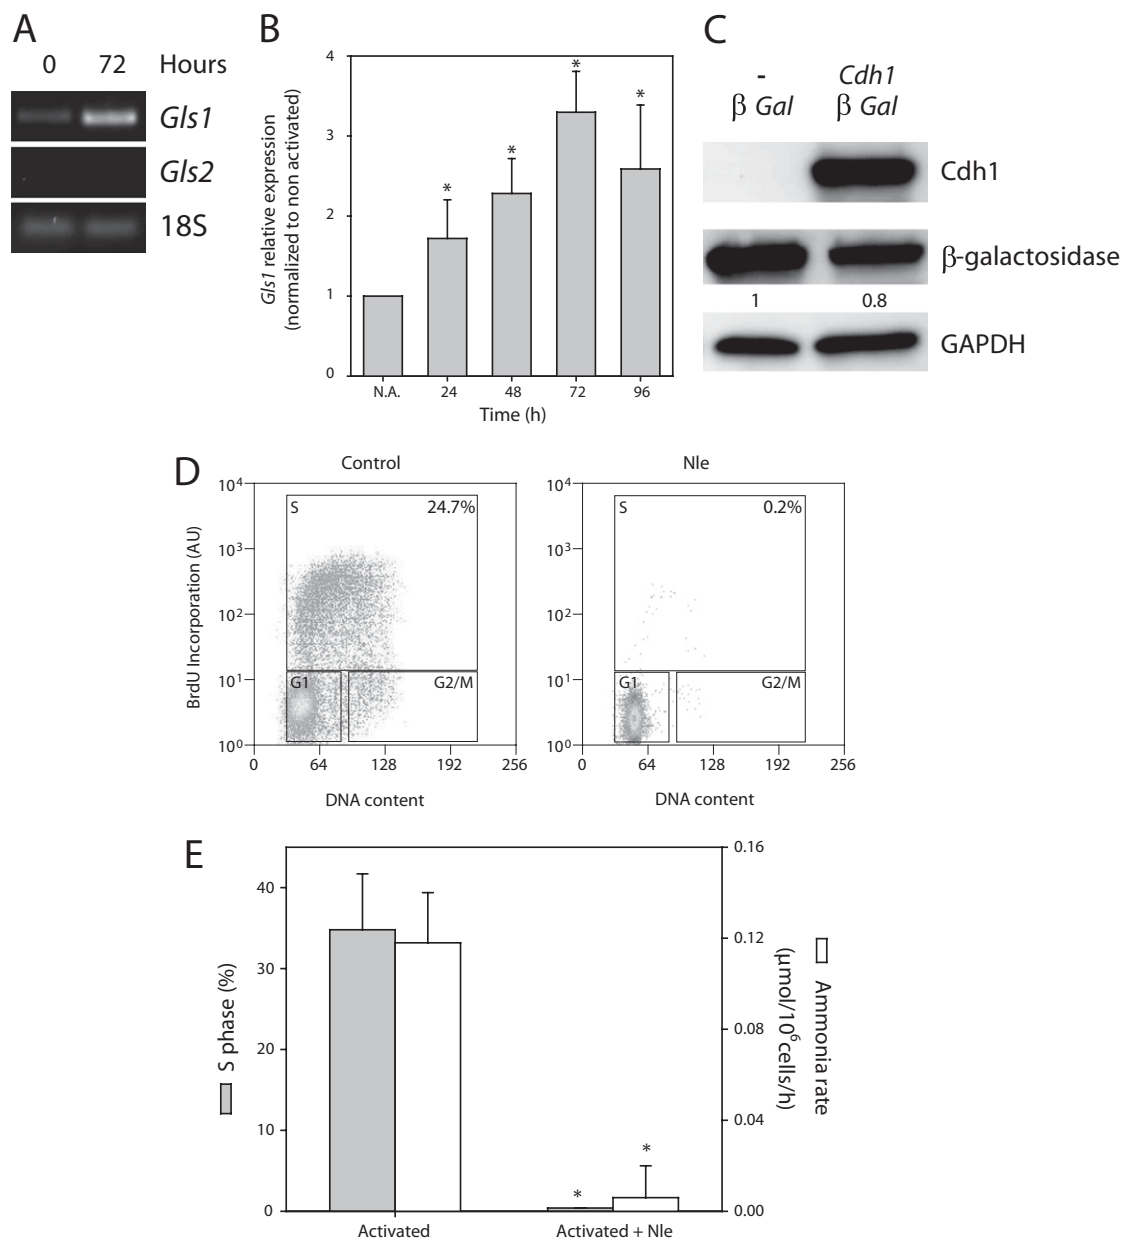 A
0 72 Hours
Gls1
Gls2
18S
B
Gls1 relative expression
(normalized to non activated)
4
3
2
1
0
*
*
*
*
N.A. 24 48 72 96
Time (h)
C
- Cdh1
β Gal β Gal
Cdh1
β-galactosidase
1 0.8
GAPDH
D
Control
BrdU Incorporation (AU)
10⁴
10³
10²
10¹
10⁰
S 24.7%
G1 G2/M
0 64 128 192 256
DNA content
Nle
10⁴
10³
10²
10¹
10⁰
S 0.2%
G1 G2/M
0 64 128 192 256
DNA content
E
S phase (%)
40
30
20
10
0
*
*
0.16
0.12
0.08
0.04
0.00
Ammonia rate
(μmol/10⁶ cells/h)
Activated Activated + Nle